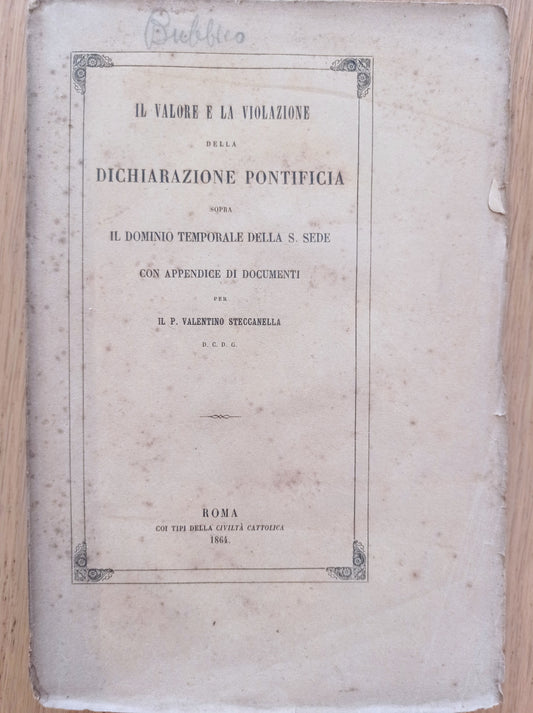 Bubbico
IL VALORE E LA VIOLAZIONE
DELLA
DICHIARAZIONE PONTIFICIA
SOPRA
IL DOMINIO TEMPORALE DELLA S. SEDE
CON APPENDICE DI DOCUMENTI
PER
IL P. VALENTINO STECCANELLA
D. C. D. G.
ROMA
COI TIPI DELLA CIVILTÀ CATTOLICA
1864.